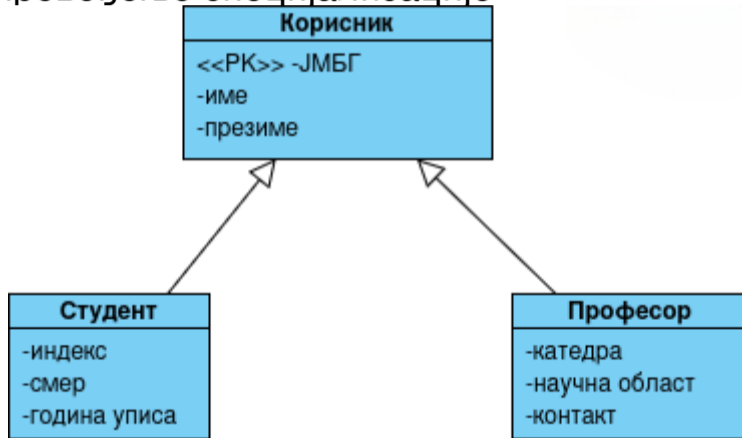 Корисник
<<PK>> -ЈМБГ
-име
-презиме
Студент
-индекс
-смер
-година уписа
Професор
-катедра
-научна област
-контакт